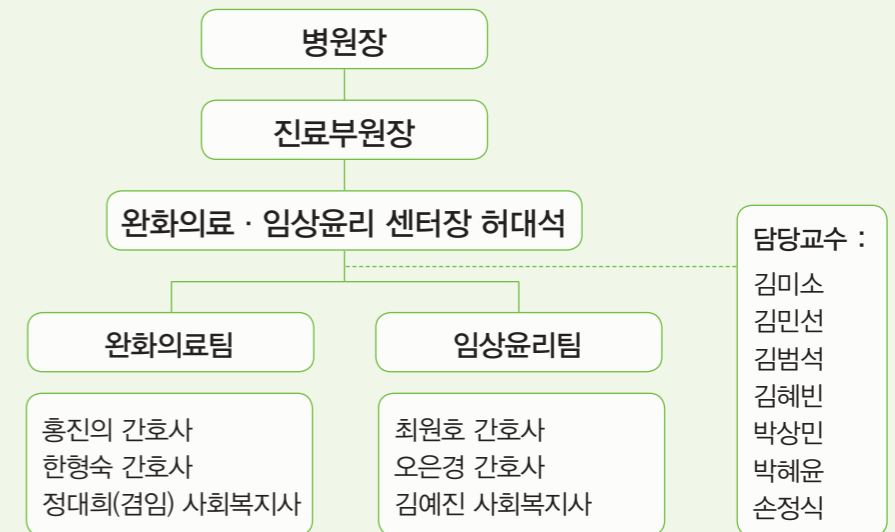 병원장
진료부원장
완화의료 · 임상윤리 센터장 허대석
담당교수 :
김미소
김민선
김범석
김혜빈
박상민
박혜윤
손정식
완화의료팀
홍진의 간호사
한형숙 간호사
정대희(겸임) 사회복지사
임상윤리팀
최원호 간호사
오은경 간호사
김예진 사회복지사